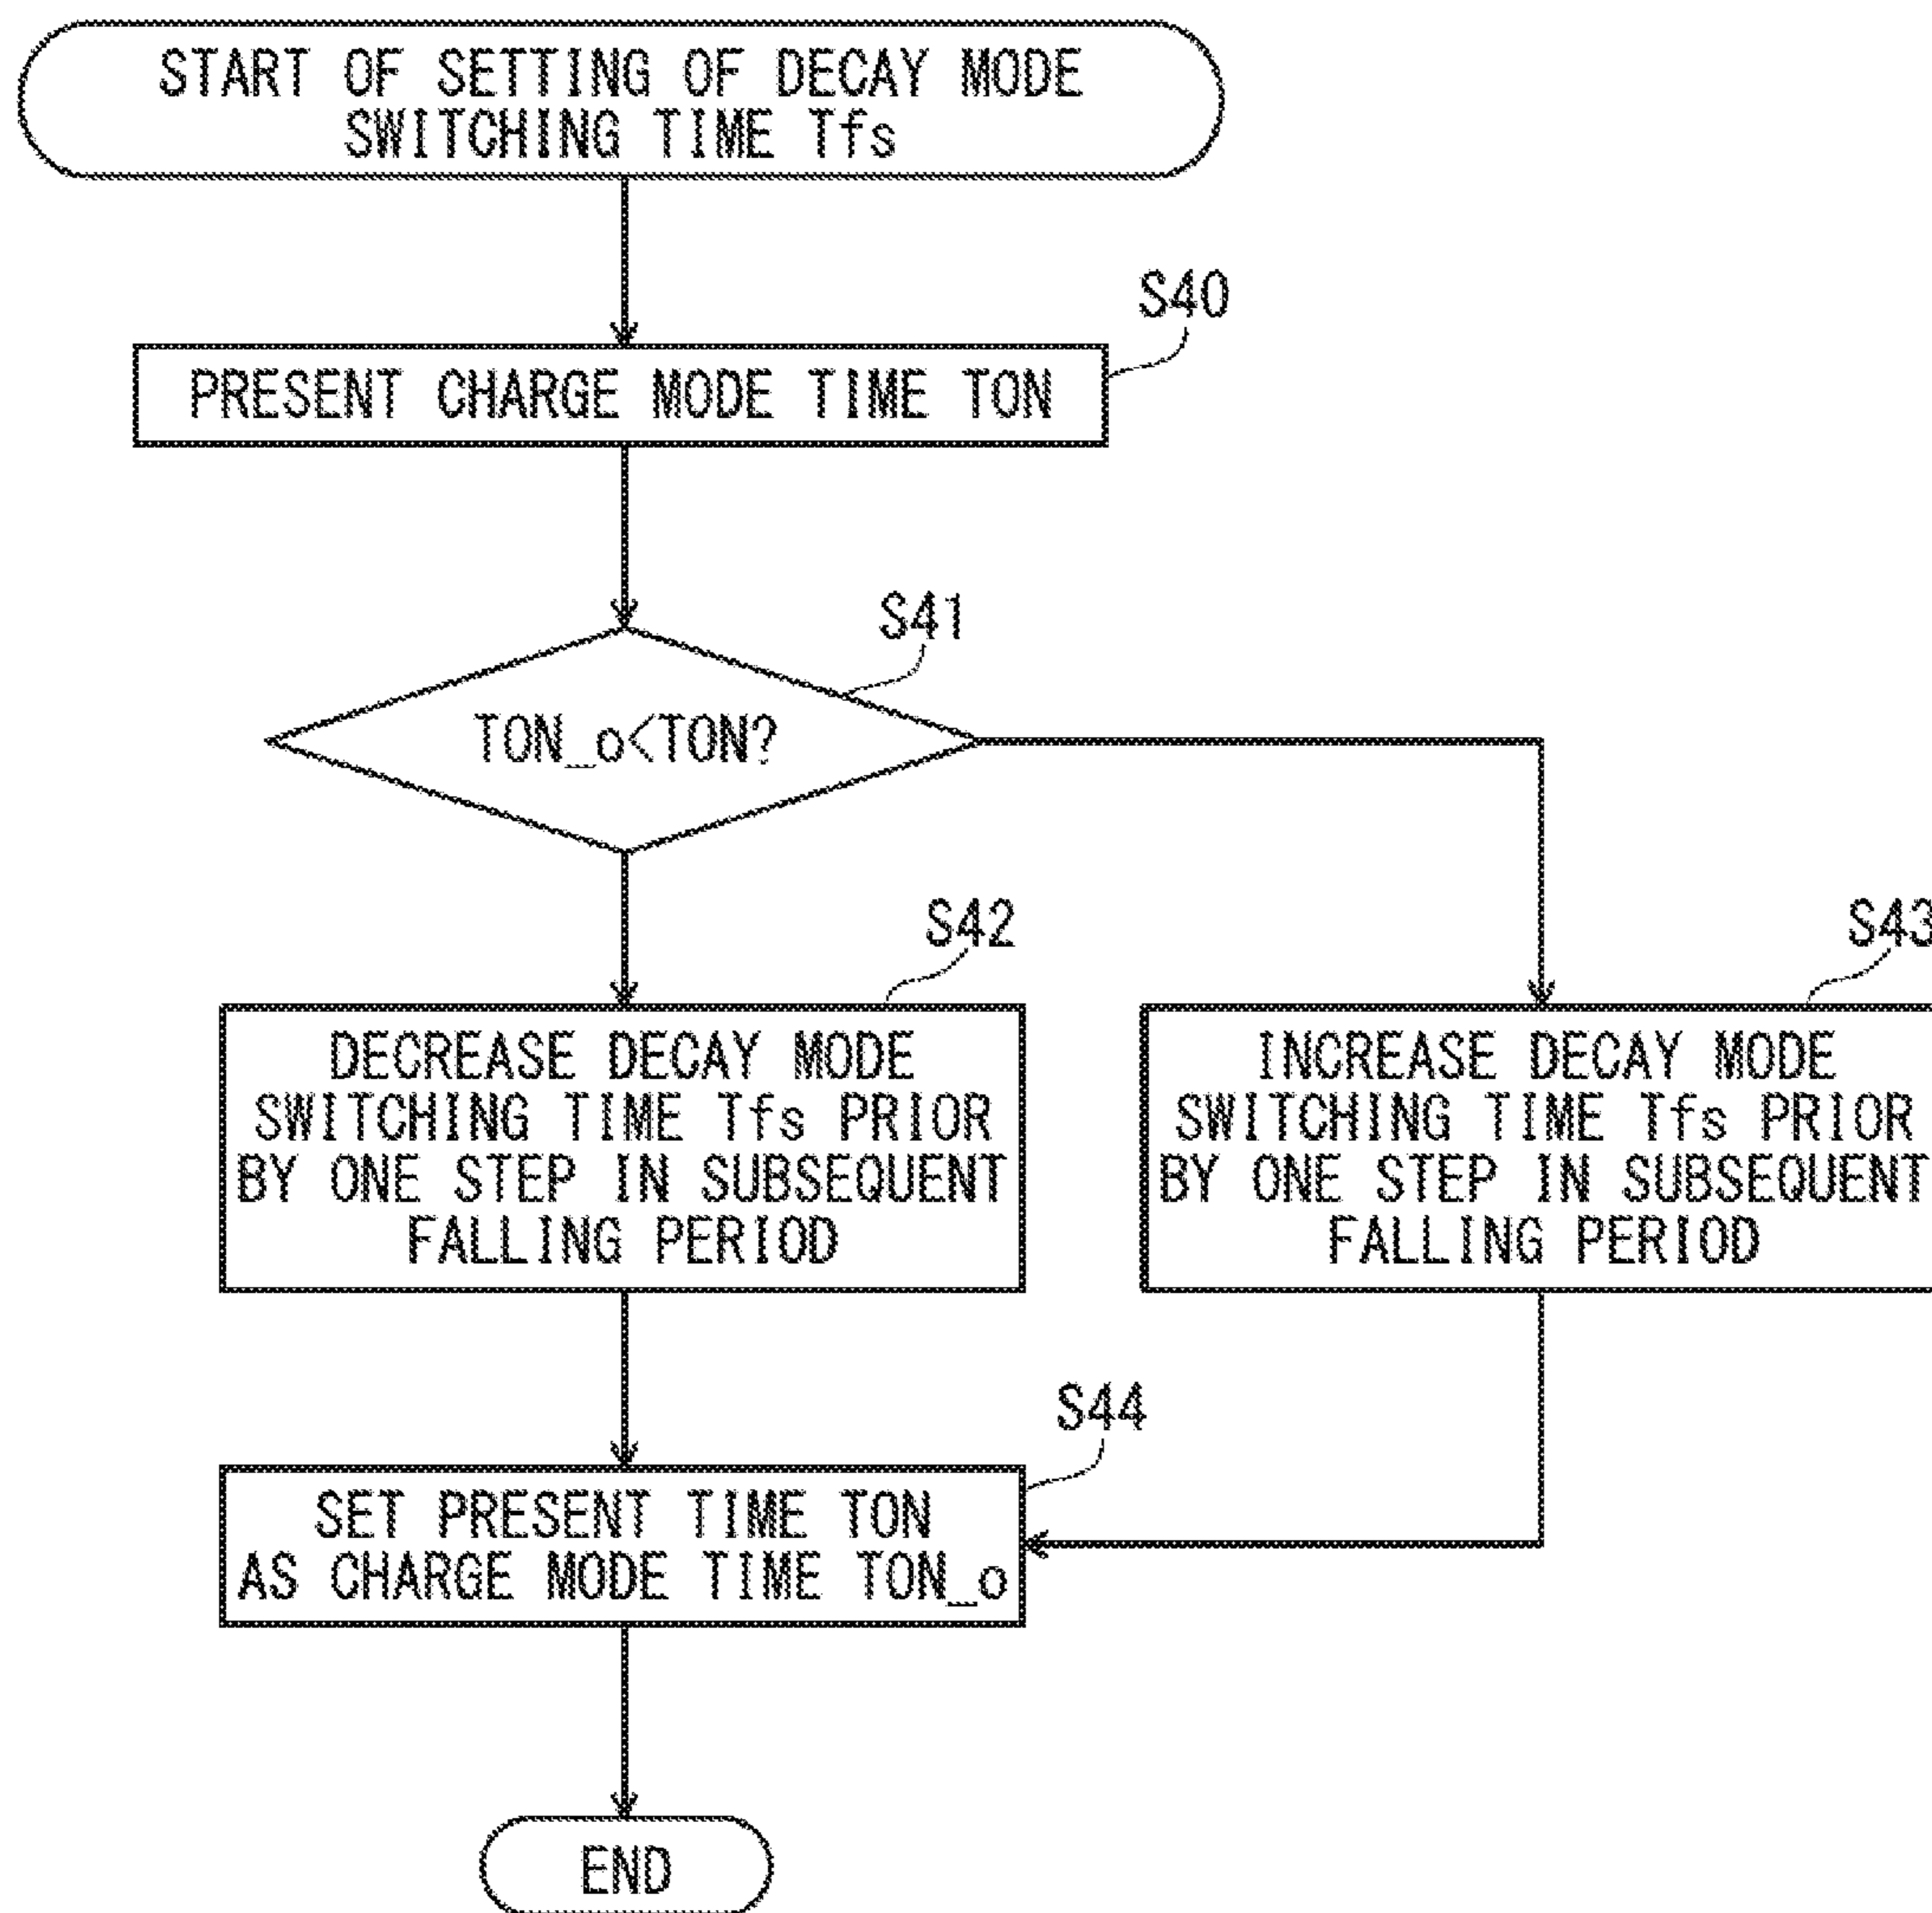 START OF SETTING OF DECAY MODE
SWITCHING TIME Tfs
S40
PRESENT CHARGE MODE TIME TON
S41
TON_o<TON?
S42
DECREASE DECAY MODE
SWITCHING TIME Tfs PRIOR
BY ONE STEP IN SUBSEQUENT
FALLING PERIOD
S43
INCREASE DECAY MODE
SWITCHING TIME Tfs PRIOR
BY ONE STEP IN SUBSEQUENT
FALLING PERIOD
S44
SET PRESENT TIME TON
AS CHARGE MODE TIME TON_o
END